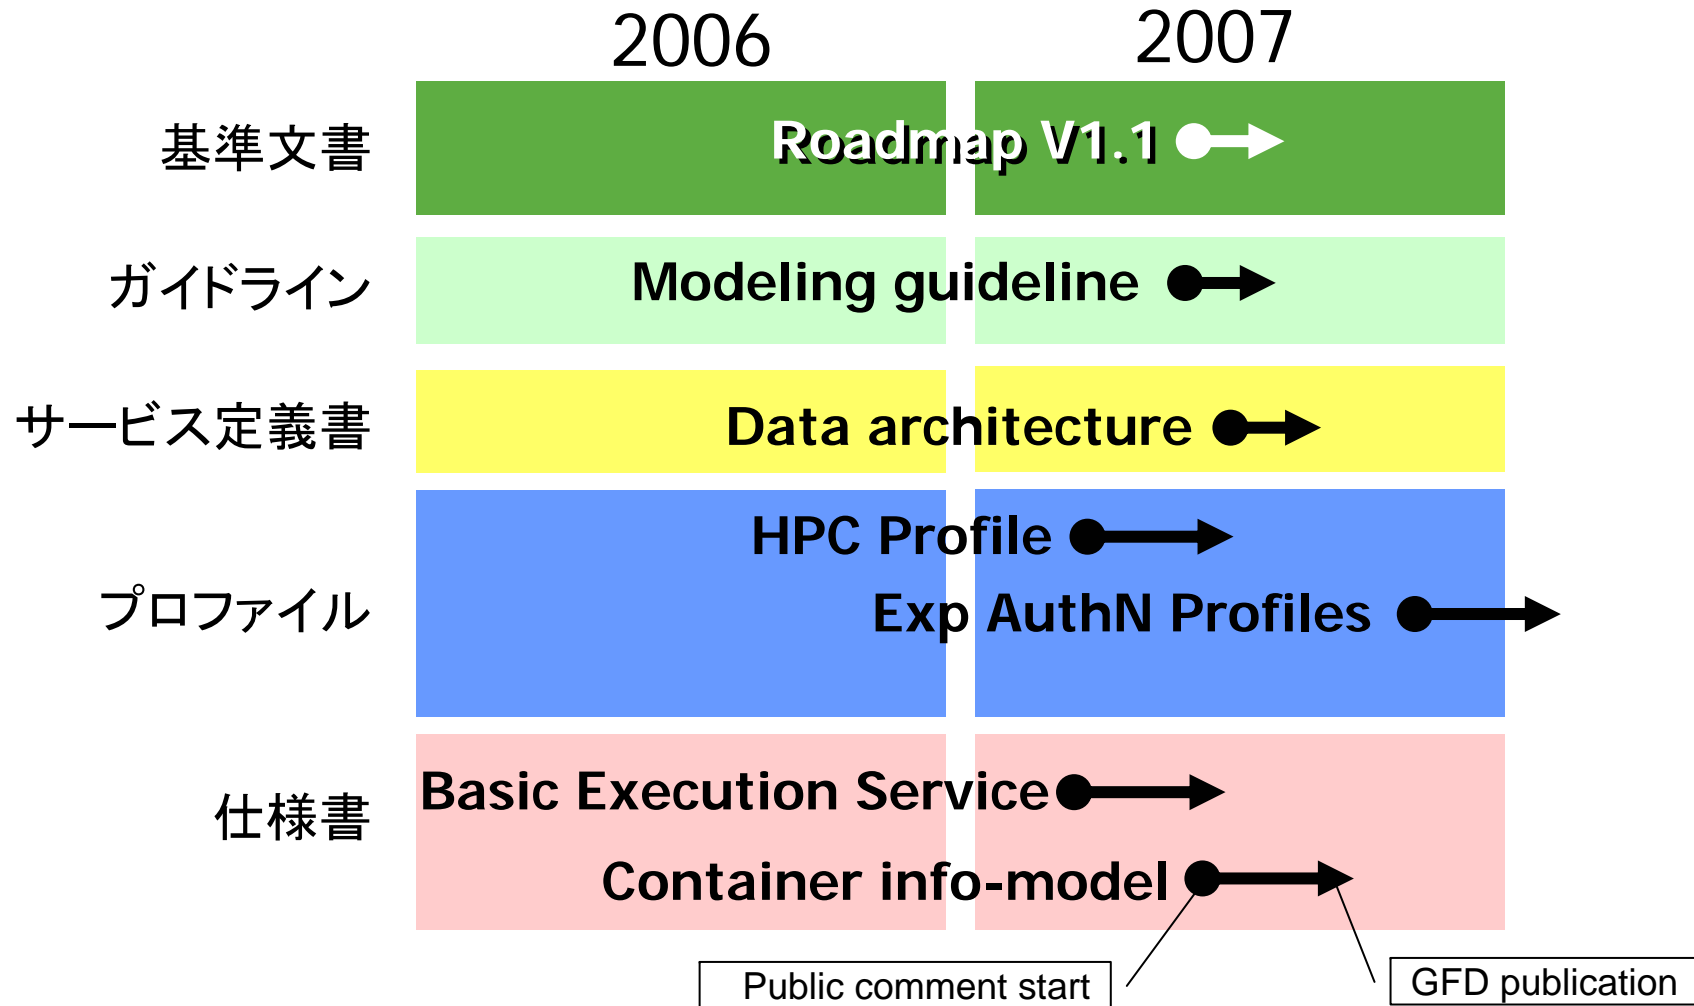 2006 2007
基準文書 Roadmap V1.1
ガイドライン Modeling guideline
サービス定義書 Data architecture
HPC Profile
プロファイル Exp AuthN Profiles
Basic Execution Service
仕様書
Container info-model
Public comment start GFD publication